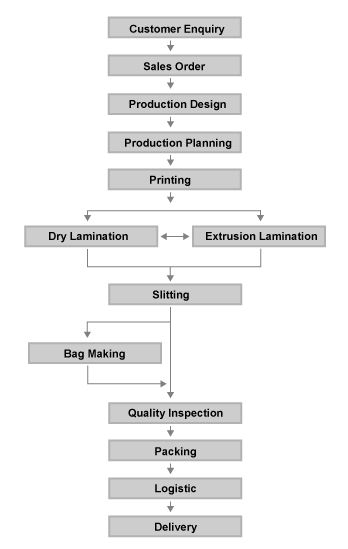 Customer Enquiry
Sales Order
Production Design
Production Planning
Printing
Dry Lamination
Extrusion Lamination
Slitting
Bag Making
Quality Inspection
Packing
Logistic
Delivery